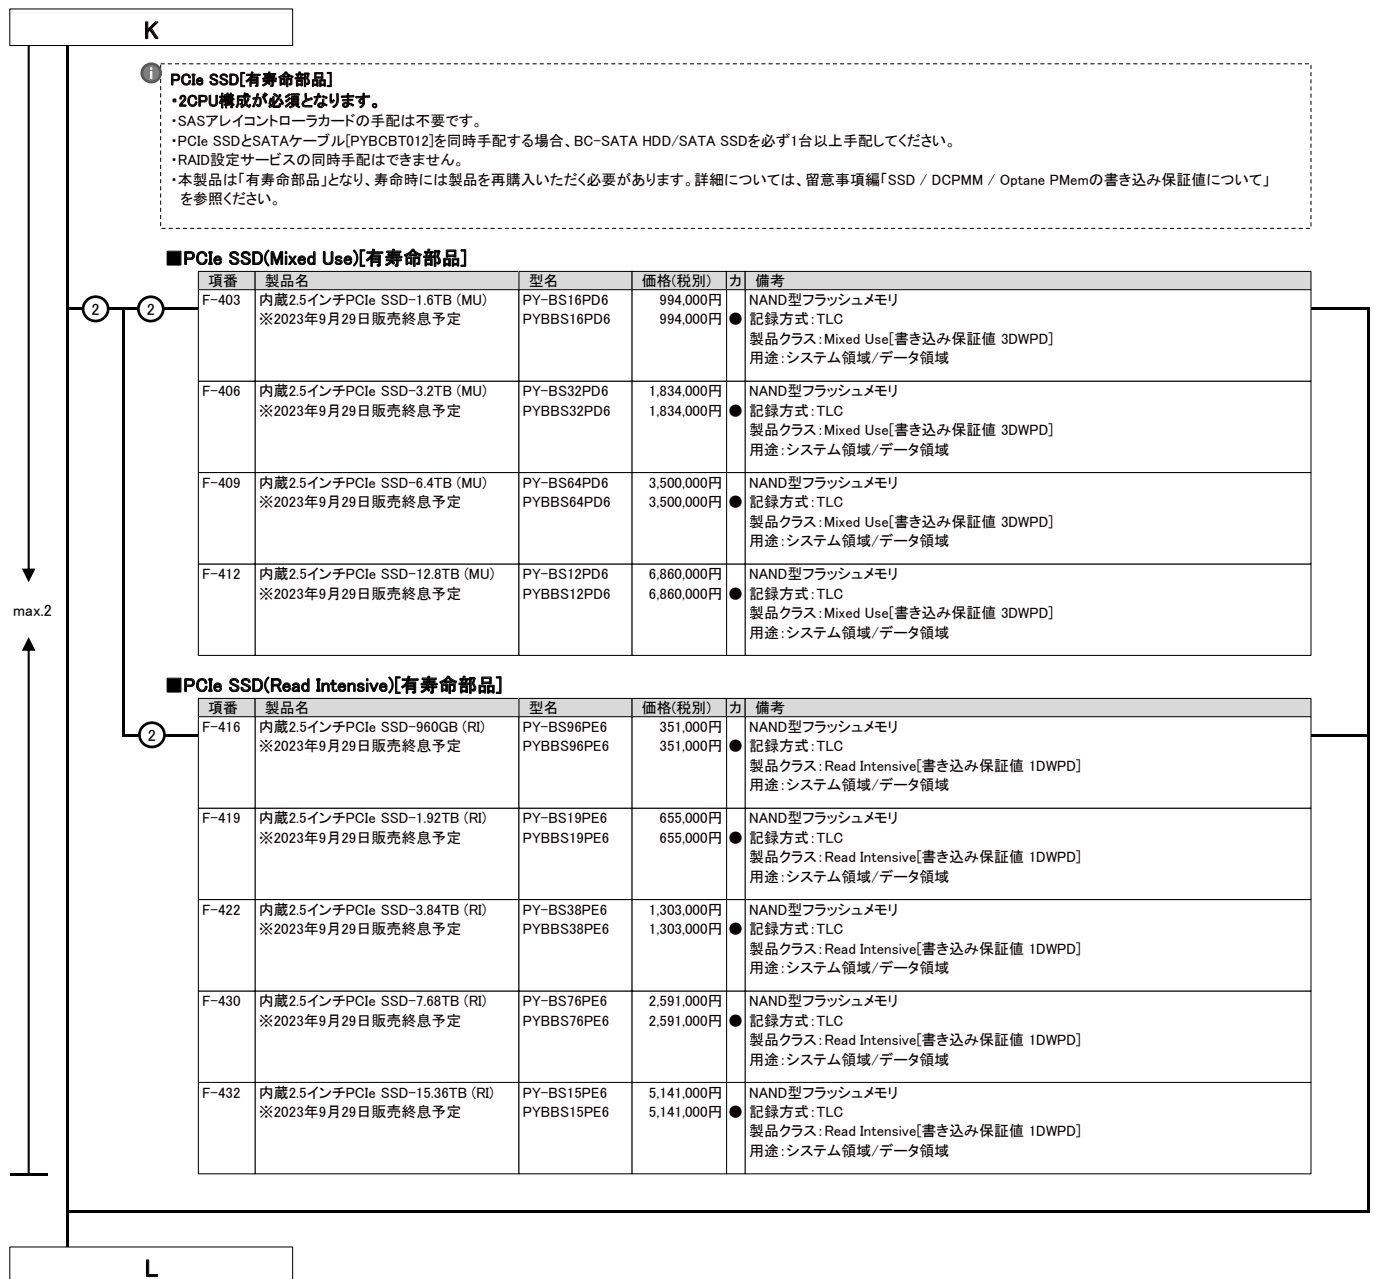 K
PCIe SSD[有寿命部品]
・2CPU構成が必須となります。
・SASアレイコントローラカードの手配は不要です。
・PCIe SSDとSATAケーブル[PYBCBT012]を同時手配する場合、BC-SATA HDD/SATA SSDを必ず1台以上手配してください。
・RAID設定サービスの同時手配はできません。
・本製品は「有寿命部品」となり、寿命時には製品を再購入いただく必要があります。詳細については、留意事項編「SSD / DCPMM / Optane PMemの書き込み保証値について」
を参照ください。
■PCIe SSD(Mixed Use)[有寿命部品]
項番 製品名 型名 価格(税別) カ 備考
F-403 内蔵2.5インチPCIe SSD-1.6TB (MU) PY-BS16PD6 994,000円 NAND型フラッシュメモリ
② ② ※2023年9月29日販売終息予定 PYBBS16PD6 994,000円 ● 記録方式：TLC
製品クラス：Mixed Use[書き込み保証値 3DWPD]
用途：システム領域/データ領域
F-406 内蔵2.5インチPCIe SSD-3.2TB (MU) PY-BS32PD6 1,834,000円 NAND型フラッシュメモリ
※2023年9月29日販売終息予定 PYBBS32PD6 1,834,000円 ● 記録方式：TLC
製品クラス：Mixed Use[書き込み保証値 3DWPD]
用途：システム領域/データ領域
F-409 内蔵2.5インチPCIe SSD-6.4TB (MU) PY-BS64PD6 3,500,000円 NAND型フラッシュメモリ
※2023年9月29日販売終息予定 PYBBS64PD6 3,500,000円 ● 記録方式：TLC
製品クラス：Mixed Use[書き込み保証値 3DWPD]
用途：システム領域/データ領域
F-412 内蔵2.5インチPCIe SSD-12.8TB (MU) PY-BS12PD6 6,860,000円 NAND型フラッシュメモリ
※2023年9月29日販売終息予定 PYBBS12PD6 6,860,000円 ● 記録方式：TLC
max.2 製品クラス：Mixed Use[書き込み保証値 3DWPD]
用途：システム領域/データ領域
■PCIe SSD(Read Intensive)[有寿命部品]
項番 製品名 型名 価格(税別) カ 備考
② F-416 内蔵2.5インチPCIe SSD-960GB (RI) PY-BS96PE6 351,000円 NAND型フラッシュメモリ
※2023年9月29日販売終息予定 PYBBS96PE6 351,000円 ● 記録方式：TLC
製品クラス：Read Intensive[書き込み保証値 1DWPD]
用途：システム領域/データ領域
F-419 内蔵2.5インチPCIe SSD-1.92TB (RI) PY-BS19PE6 655,000円 NAND型フラッシュメモリ
※2023年9月29日販売終息予定 PYBBS19PE6 655,000円 ● 記録方式：TLC
製品クラス：Read Intensive[書き込み保証値 1DWPD]
用途：システム領域/データ領域
F-422 内蔵2.5インチPCIe SSD-3.84TB (RI) PY-BS38PE6 1,303,000円 NAND型フラッシュメモリ
※2023年9月29日販売終息予定 PYBBS38PE6 1,303,000円 ● 記録方式：TLC
製品クラス：Read Intensive[書き込み保証値 1DWPD]
用途：システム領域/データ領域
F-430 内蔵2.5インチPCIe SSD-7.68TB (RI) PY-BS76PE6 2,591,000円 NAND型フラッシュメモリ
※2023年9月29日販売終息予定 PYBBS76PE6 2,591,000円 ● 記録方式：TLC
製品クラス：Read Intensive[書き込み保証値 1DWPD]
用途：システム領域/データ領域
F-432 内蔵2.5インチPCIe SSD-15.36TB (RI) PY-BS15PE6 5,141,000円 NAND型フラッシュメモリ
※2023年9月29日販売終息予定 PYBBS15PE6 5,141,000円 ● 記録方式：TLC
製品クラス：Read Intensive[書き込み保証値 1DWPD]
用途：システム領域/データ領域
L